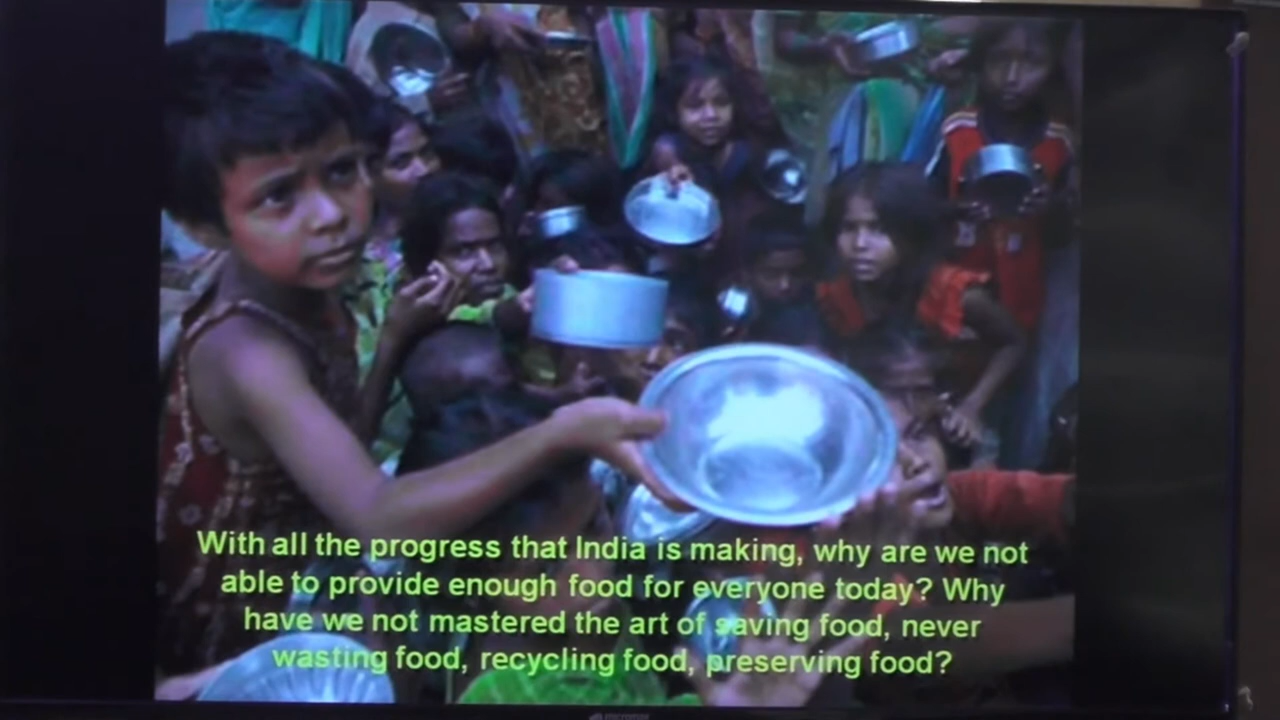 With all the progress that India is making, why are we not
able to provide enough food for everyone today? Why
have we not mastered the art of saving food, never
wasting food, recycling food, preserving food?
micromax